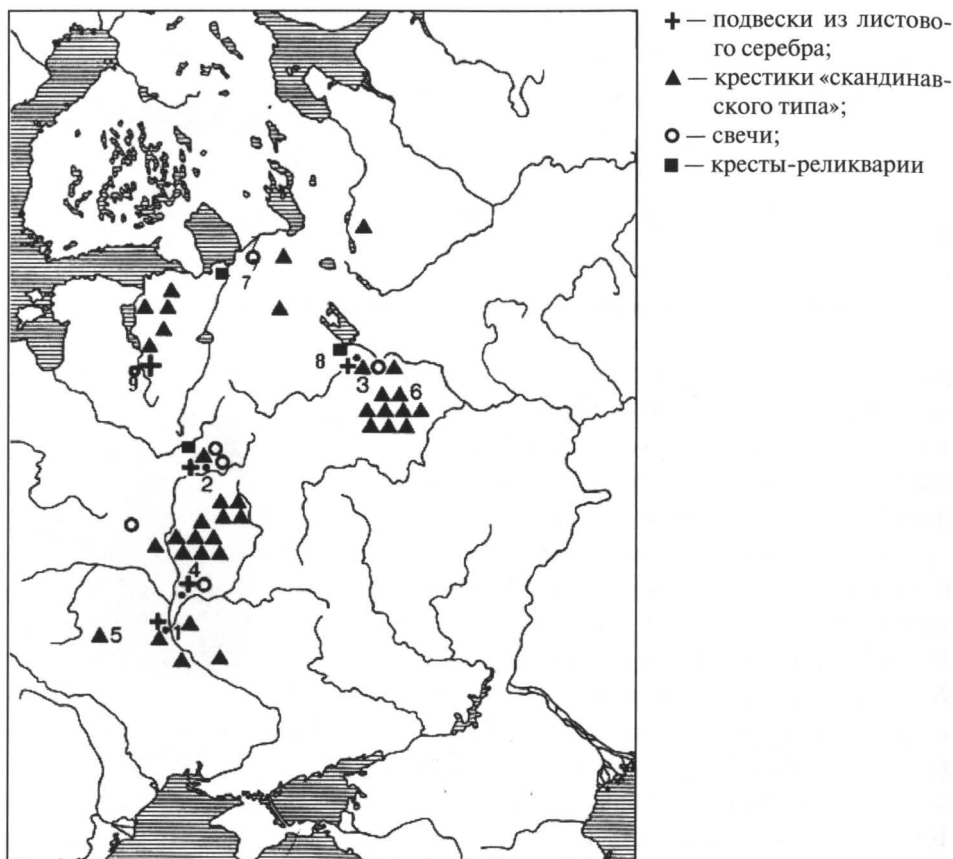 ✚ — подвески из листово-
го серебра;
▲ — крестики «скандинав-
ского типа»;
○ — свечи;
■ — кресты-реликварии
7
8
3
6
9
2
4
5
1